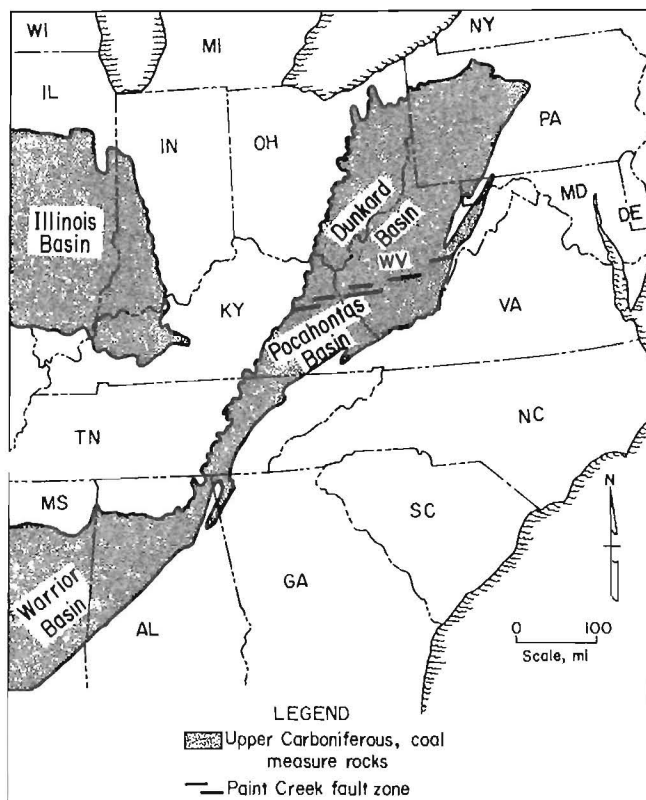 WI
MI
NY
IL
IN
OH
PA
Illinois
Basin
Dunkard
Basin
MD
DE
WV
KY
VA
Pocahontas
Basin
TN
NC
MS
SC
N
Warrior
Basin
AL
GA
0 100
Scale, mi
LEGEND
Upper Carboniferous, coal
measure rocks
Paint Creek fault zone